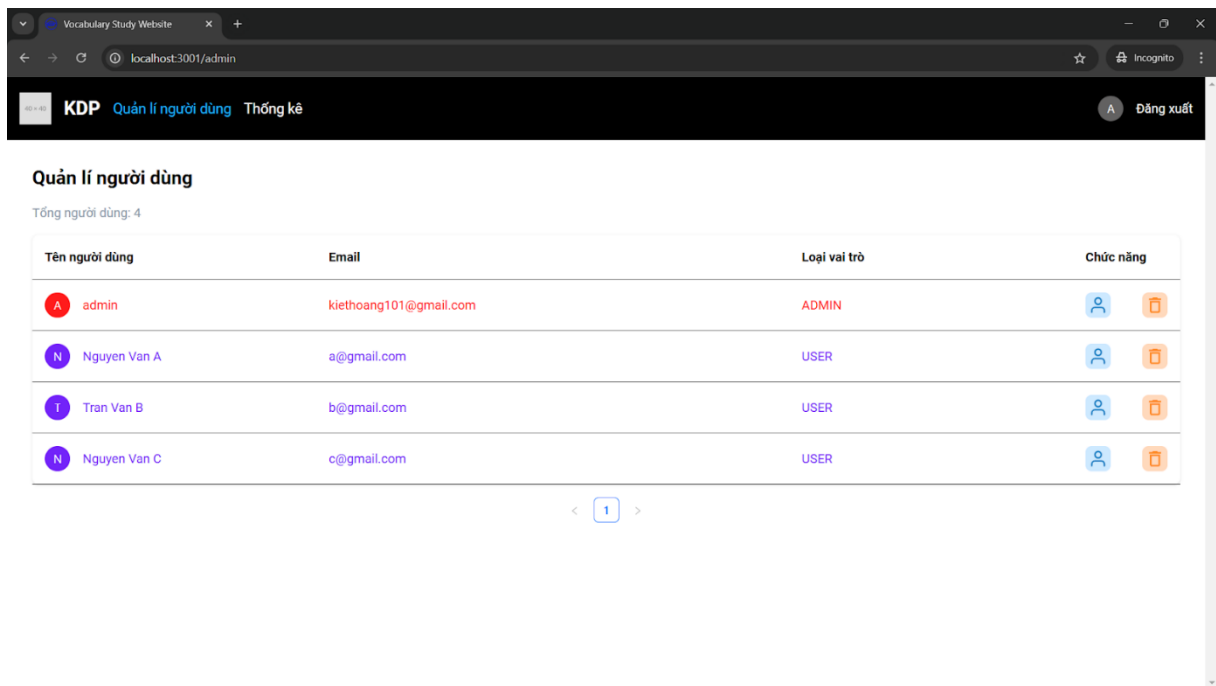 Vocabulary Study Website
localhost:3001/admin
Incognito
40 × 40 KDP Quản lí người dùng Thống kê A Đăng xuất
Quản lí người dùng
Tổng người dùng: 4
Tên người dùng Email Loại vai trò Chức năng
A admin kiethoang101@gmail.com ADMIN
N Nguyen Van A a@gmail.com USER
T Tran Van B b@gmail.com USER
N Nguyen Van C c@gmail.com USER
< 1 >